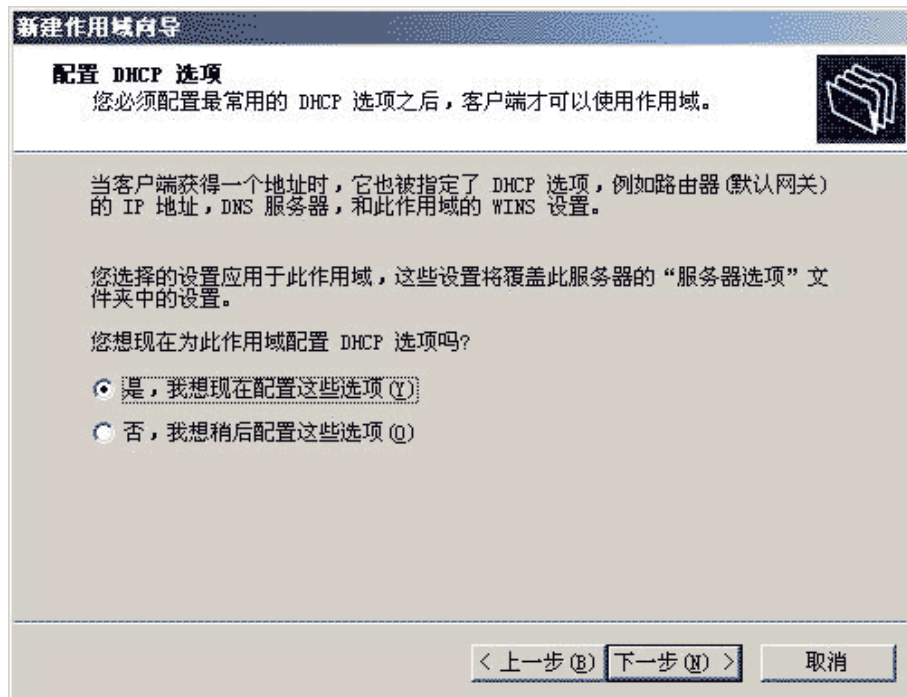 新建作用域向导
配置 DHCP 选项
您必须配置最常用的 DHCP 选项之后，客户端才可以使用作用域。
当客户端获得一个地址时，它也被指定了 DHCP 选项，例如路由器(默认网关)
的 IP 地址，DNS 服务器，和此作用域的 WINS 设置。
您选择的设置应用于此作用域，这些设置将覆盖此服务器的“服务器选项”文
件夹中的设置。
您想现在为此作用域配置 DHCP 选项吗?
是，我想现在配置这些选项(Y)
否，我想稍后配置这些选项(O)
< 上一步(B) 下一步(N) > 取消